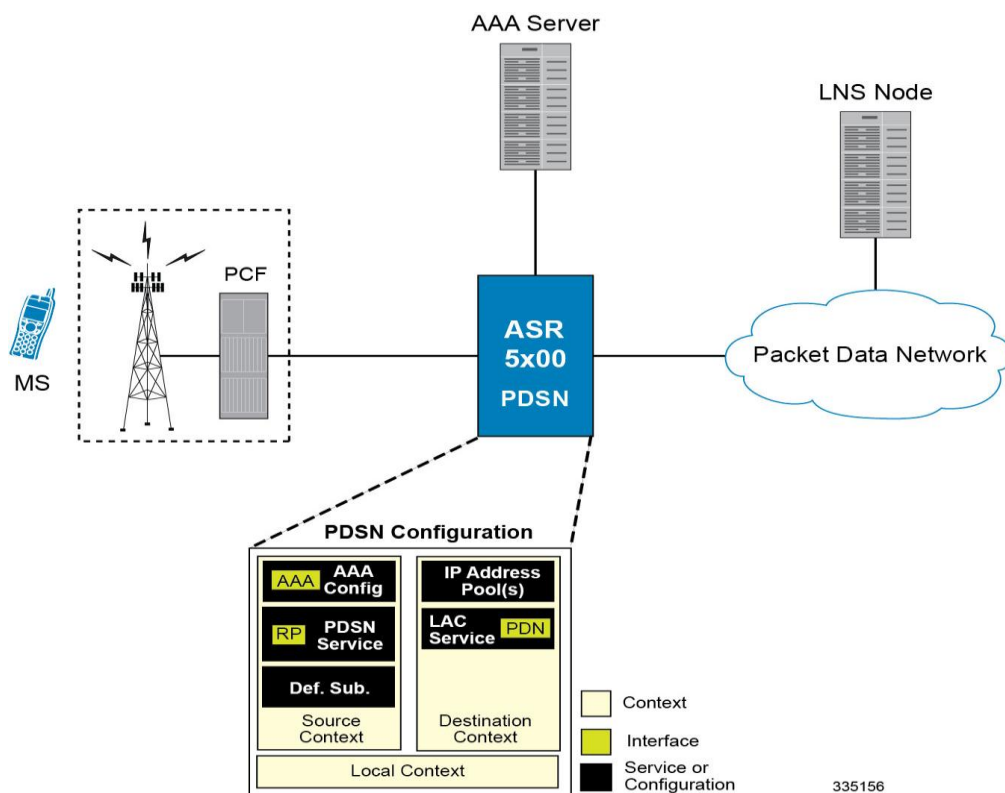 AAA Server
LNS Node
PCF
MS
ASR
5x00
PDSN
Packet Data Network
PDSN Configuration
AAA
AAA
Config
RP
PDSN
Service
Def. Sub.
Source
Context
IP Address
Pool(s)
LAC
Service
PDN
Destination
Context
Local Context
Context
Interface
Service or
Configuration
335156